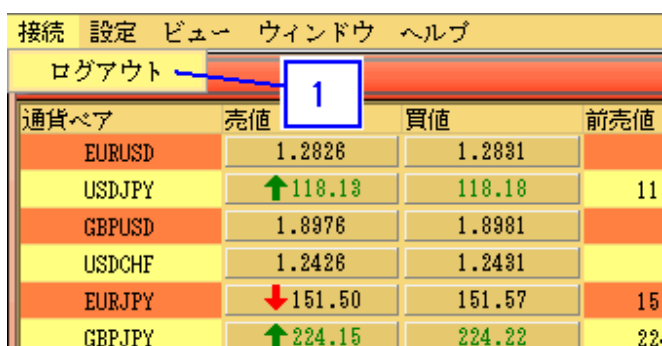 接続 設定 ビュー ウィンドウ ヘルプ
ログアウト
1
通貨ペア 売値 買値 前売値
EURUSD 1.2826 1.2831
USDJPY 118.13 118.18 11
GBPUSD 1.8976 1.8981
USDCHF 1.2426 1.2431
EURJPY 151.50 151.57 15
GBPJPY 224.15 224.22 224